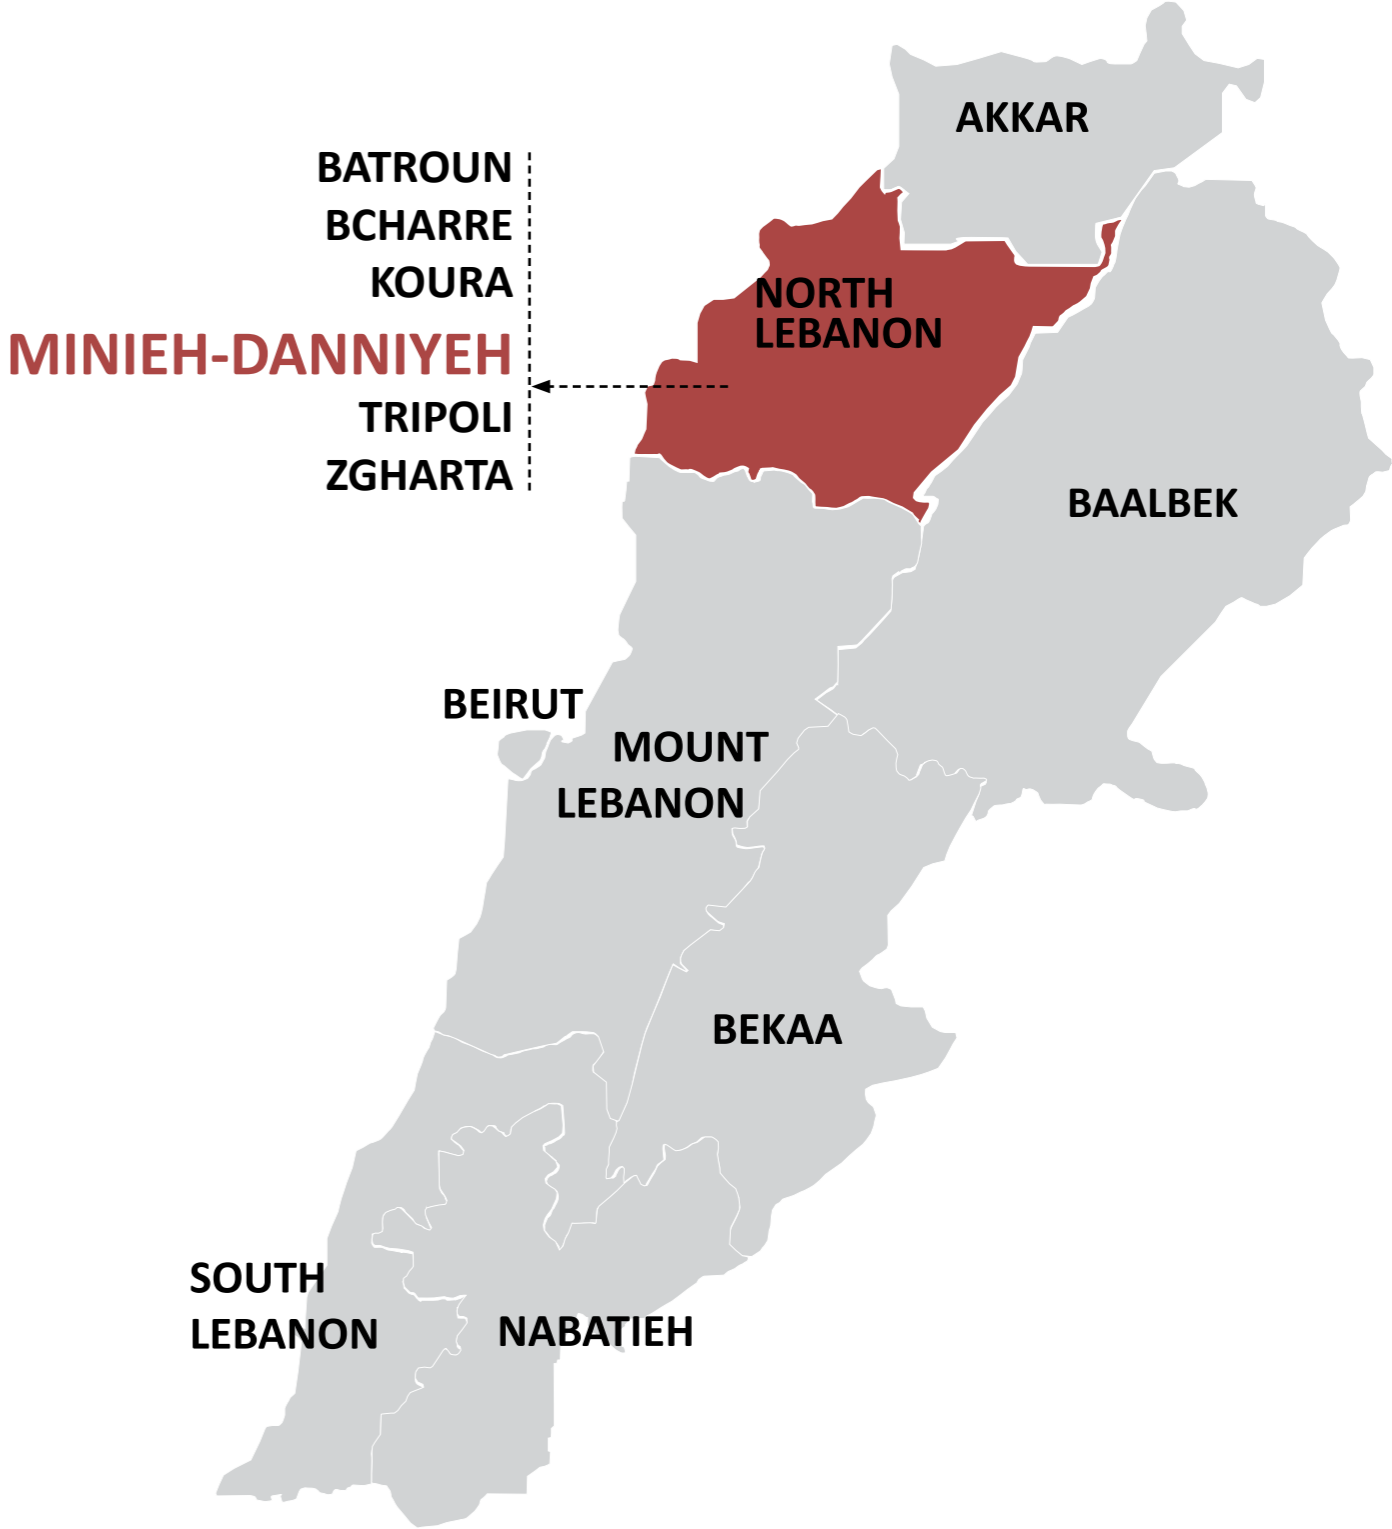 AKKAR
BATROUN
BCHARRE
KOURA
MINIEH-DANNIYEH
TRIPOLI
ZGHARTA
NORTH
LEBANON
BAALBEK
BEIRUT
MOUNT
LEBANON
BEKAA
SOUTH
LEBANON
NABATIEH